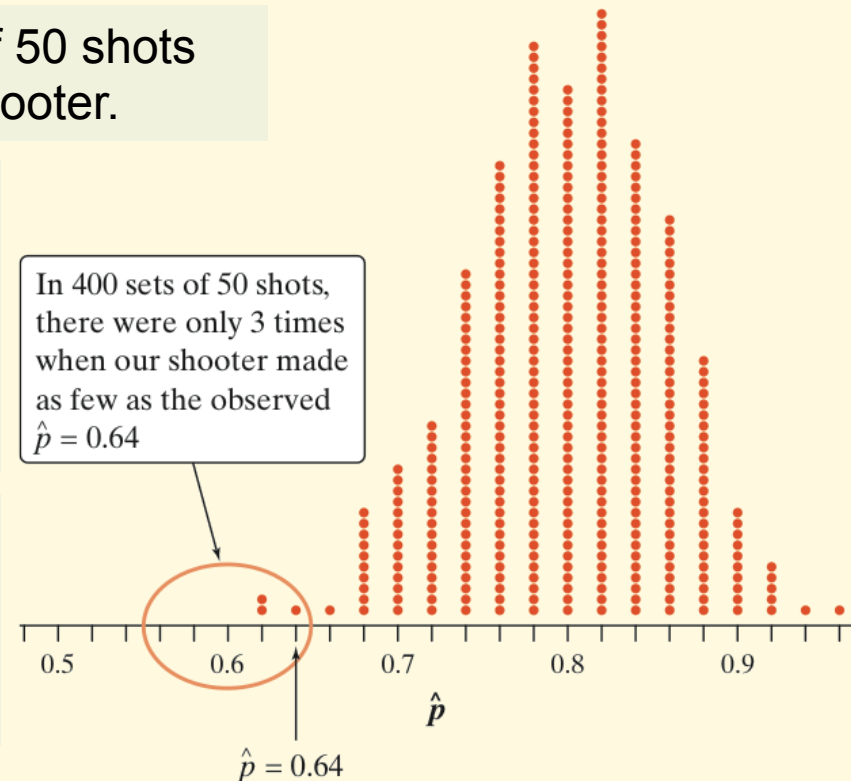 f 50 shots
ooter.
In 400 sets of 50 shots,
there were only 3 times
when our shooter made
as few as the observed
p̂ = 0.64
0.5 0.6 0.7 0.8 0.9
p̂
p̂ = 0.64